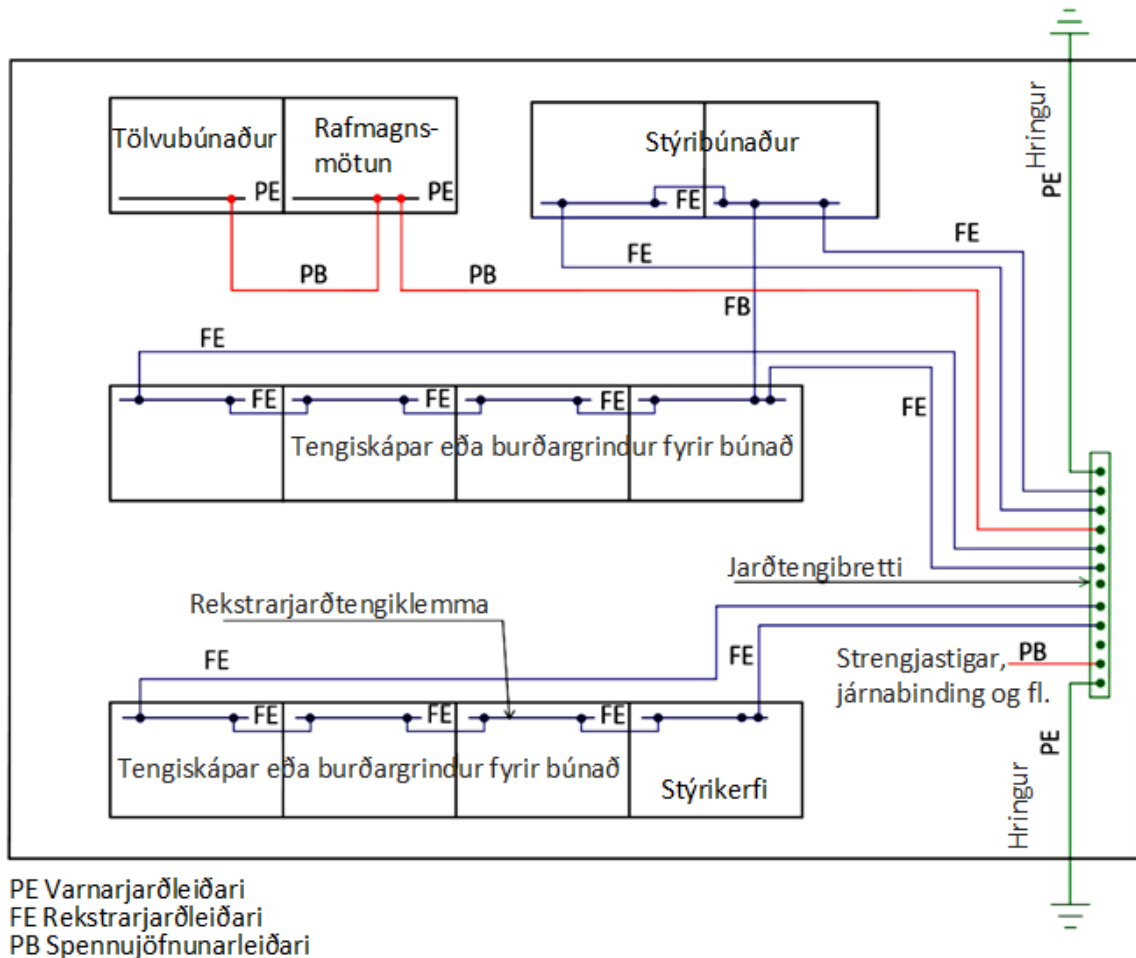 Tölvubúnaður
Rafmagns-
mötun
PE
PE
Stýribúnaður
FE
Hringur
PE
FE
FE
PB
PB
FB
FE
FE
FE
FE
FE
Tengiskápar eða burðargrindur fyrir búnað
Jarðtengibretti
Rekstrarjarðtengiklemma
FE
FE
Strengjastigar,
járnabinding og fl.
PB
FE
FE
FE
Tengiskápar eða burðargrindur fyrir búnað
Stýrikerfi
PE
Hringur
PE Varnarjarðleiðari
FE Rekstrarjarðleiðari
PB Spennujöfnunarleiðari